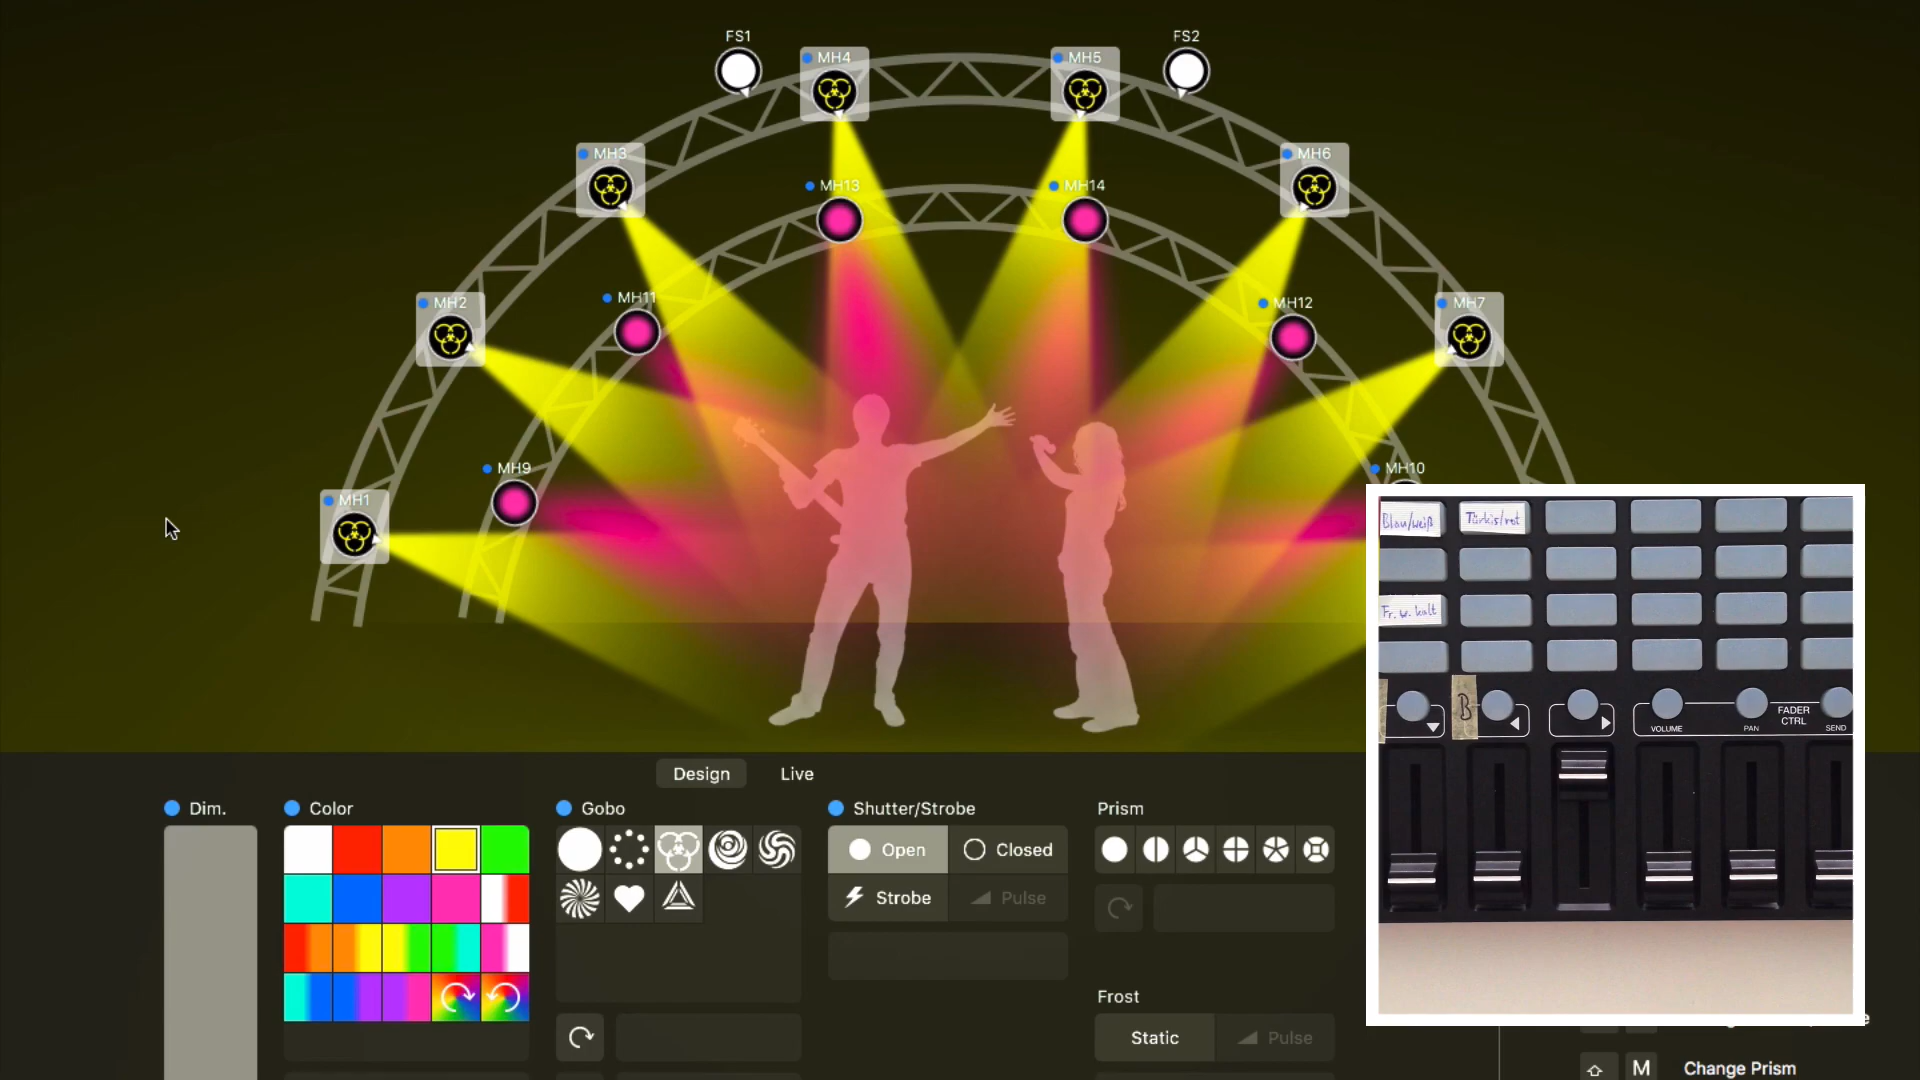 FS1
FS2
MH4
MH5
MH3
MH6
MH13
MH14
MH2
MH11
MH12
MH7
MH9
MH10
MH1
Blau/weiß
Türkis/rot
Fr. w. kalt
B
VOLUME
PAN
FADER
CTRL
SEND
Design
Live
Dim.
Color
Gobo
Shutter/Strobe
Prism
Open
Closed
Strobe
Pulse
Frost
Static
Pulse
M
Change Prism